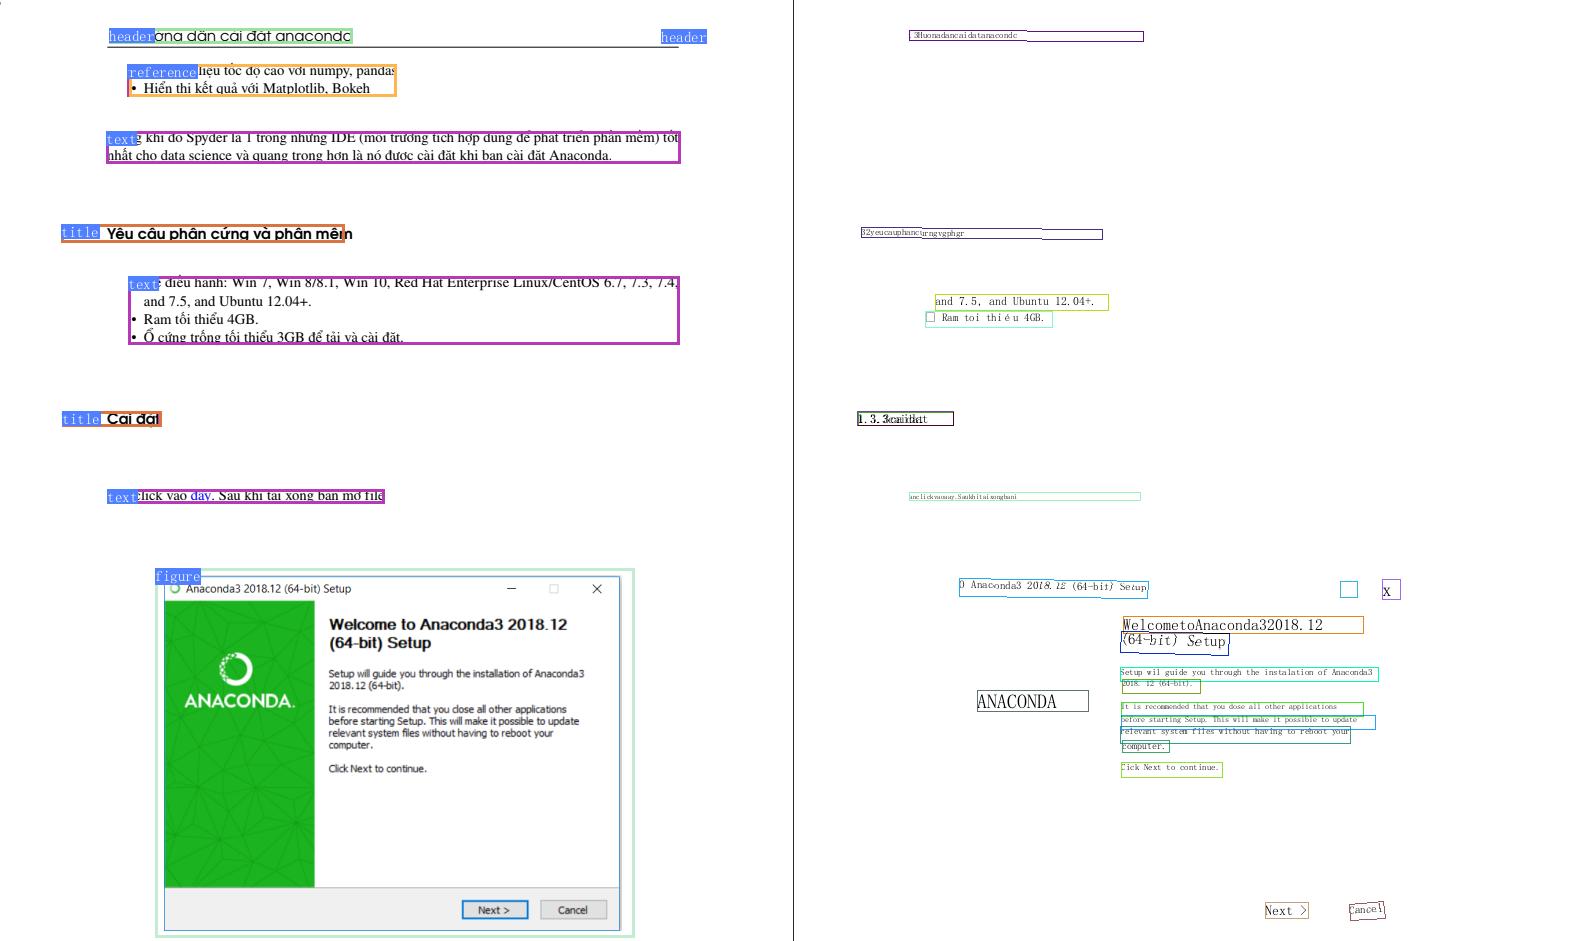 header ơng dẫn cài đặt anaconda header
reference liệu tốc độ cao với numpy, pandas
• Hiển thị kết quả với Matplotlib, Bokeh
text g khi đó Spyder là 1 trong những IDE (môi trường tích hợp dùng để phát triển phần mềm) tốt
nhất cho data science và quan trọng hơn là nó được cài đặt khi bạn cài đặt Anaconda.
title Yêu cầu phần cứng và phần mềm
text điều hành: Win 7, Win 8/8.1, Win 10, Red Hat Enterprise Linux/CentOS 6.7, 7.3, 7.4,
and 7.5, and Ubuntu 12.04+.
• Ram tối thiểu 4GB.
• Ổ cứng trống tối thiểu 3GB để tải và cài đặt.
title Cài đặt
text click vào đây. Sau khi tải xong bạn mở file
figure
Anaconda3 2018.12 (64-bit) Setup
Welcome to Anaconda3 2018.12
(64-bit) Setup
Setup will guide you through the installation of Anaconda3
2018.12 (64-bit).
ANACONDA.
It is recommended that you close all other applications
before starting Setup. This will make it possible to update
relevant system files without having to reboot your
computer.
Click Next to continue.
Next > Cancel
3Huonadancaidatanacondc
32yeucauphancurngvgphgr
and 7.5, and Ubuntu 12.04+.
□ Ram toi thiéu 4GB.
1.3.3caidat
anclickvaoaay.Saukhitaixongbani
O Anaconda3 2018.12 (64-bit) Setup
X
WelcometoAnaconda32018.12
(64-bit) Setup
Setup wil guide you through the instalation of Anaconda3
2018. 12 (64-bit).
ANACONDA
It is recommended that you dose all other applications
before starting Setup. This will make it possible to update
relevant system files without having to reboot your
computer.
Cick Next to continue.
Next > Cancel